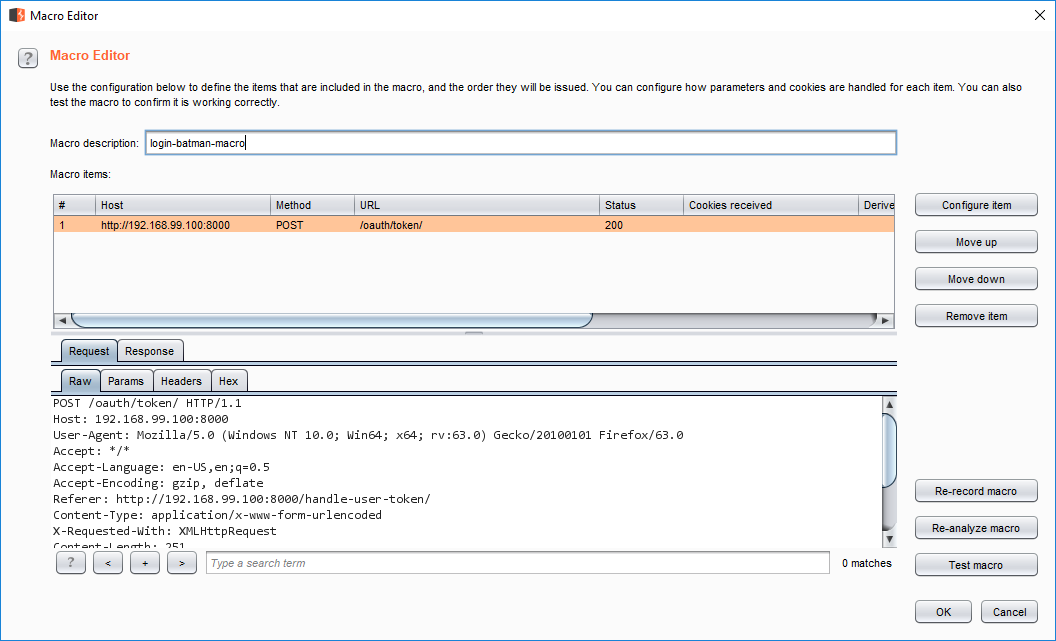 Macro Editor
?
Macro Editor
Use the configuration below to define the items that are included in the macro, and the order they will be issued. You can configure how parameters and cookies are handled for each item. You can also
test the macro to confirm it is working correctly.
Macro description: login-batman-macro
Macro items:
# Host Method URL Status Cookies received Derive
1 http://192.168.99.100:8000 POST /oauth/token/ 200
Configure item
Move up
Move down
Remove item
Request Response
Raw Params Headers Hex
POST /oauth/token/ HTTP/1.1
Host: 192.168.99.100:8000
User-Agent: Mozilla/5.0 (Windows NT 10.0; Win64; x64; rv:63.0) Gecko/20100101 Firefox/63.0
Accept: */*
Accept-Language: en-US,en;q=0.5
Accept-Encoding: gzip, deflate
Referer: http://192.168.99.100:8000/handle-user-token/
Content-Type: application/x-www-form-urlencoded
X-Requested-With: XMLHttpRequest
Content-Length: 251
? < + > Type a search term 0 matches
Re-record macro
Re-analyze macro
Test macro
OK Cancel